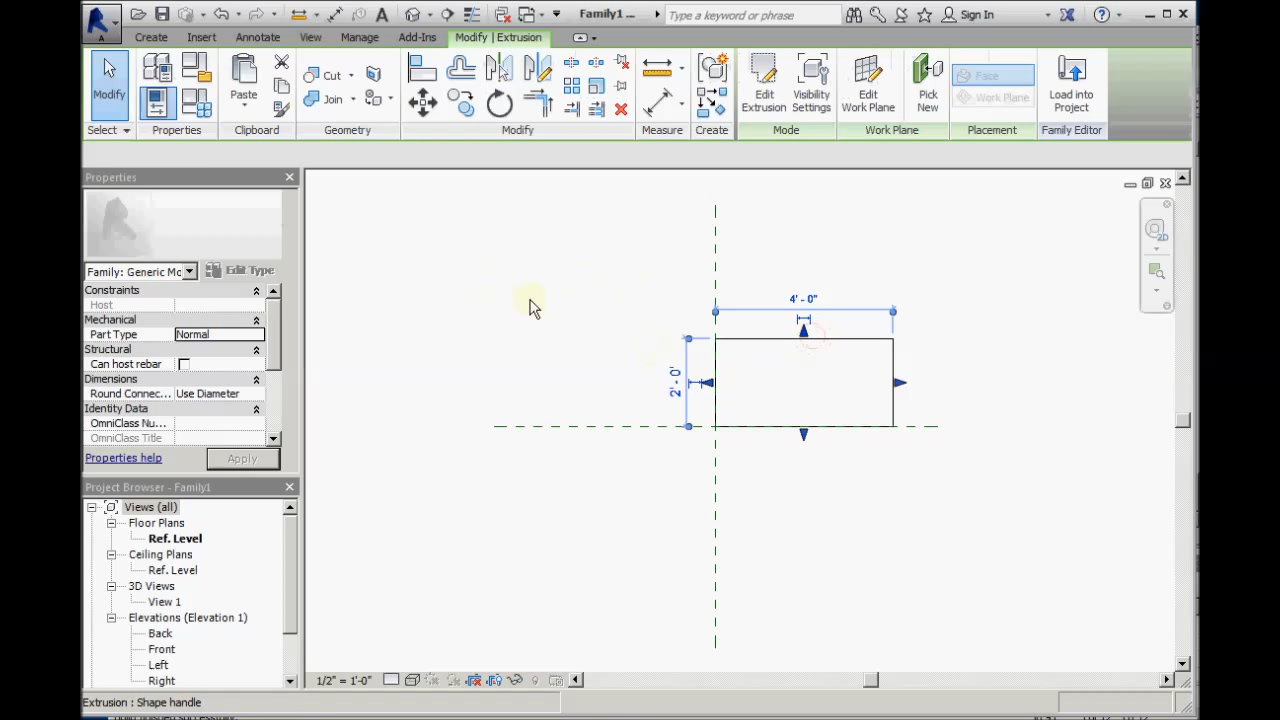 Family1 ...
Type a keyword or phrase
Sign In
Create Insert Annotate View Manage Add-Ins Modify | Extrusion
Modify
Paste
Cut
Join
Edit Extrusion
Visibility Settings
Edit Work Plane
Pick New
Face
Work Plane
Load into Project
Select Properties Clipboard Geometry Modify Measure Create Mode Work Plane Placement Family Editor
Properties
Family: Generic Mo
Edit Type
Constraints
Host
Mechanical
Part Type Normal
Structural
Can host rebar
Dimensions
Round Connec... Use Diameter
Identity Data
OmniClass Nu...
OmniClass Title
Properties help
Apply
Project Browser - Family1
Views (all)
Floor Plans
Ref. Level
Ceiling Plans
Ref. Level
3D Views
View 1
Elevations (Elevation 1)
Back
Front
Left
Right
4' - 0"
2' - 0"
2D
1/2" = 1'-0"
Extrusion : Shape handle